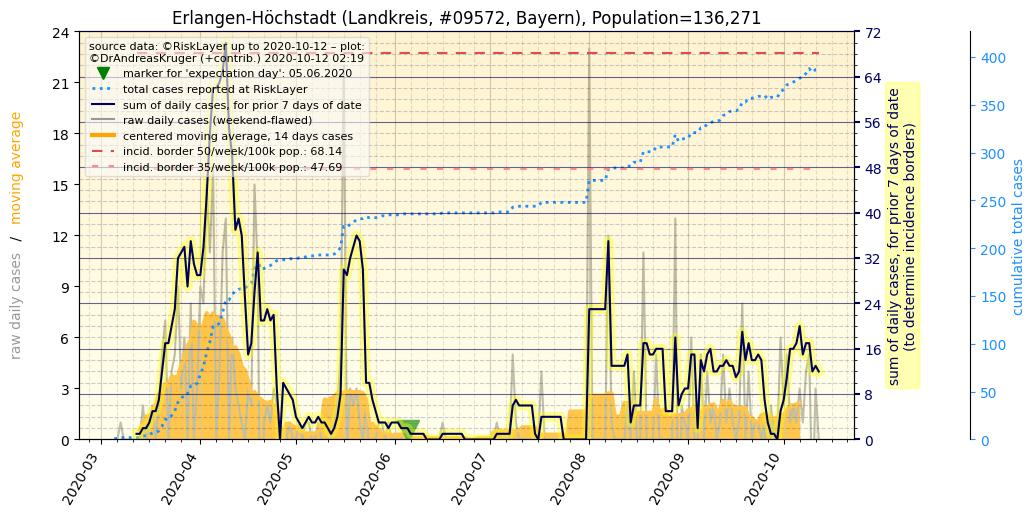 Erlangen-Höchstadt (Landkreis, #09572, Bayern), Population=136,271
source data: ©RiskLayer up to 2020-10-12 – plot:
©DrAndreasKruger (+contrib.) 2020-10-12 02:19
marker for 'expectation day': 05.06.2020
total cases reported at RiskLayer
sum of daily cases, for prior 7 days of date
raw daily cases (weekend-flawed)
centered moving average, 14 days cases
incid. border 50/week/100k pop.: 68.14
incid. border 35/week/100k pop.: 47.69
raw daily cases / moving average
24
21
18
15
12
9
6
3
0
72
64
56
48
40
32
24
16
8
0
sum of daily cases, for prior 7 days of date
(to determine incidence borders)
400
350
300
250
200
150
100
50
0
cumulative total cases
2020-03
2020-04
2020-05
2020-06
2020-07
2020-08
2020-09
2020-10